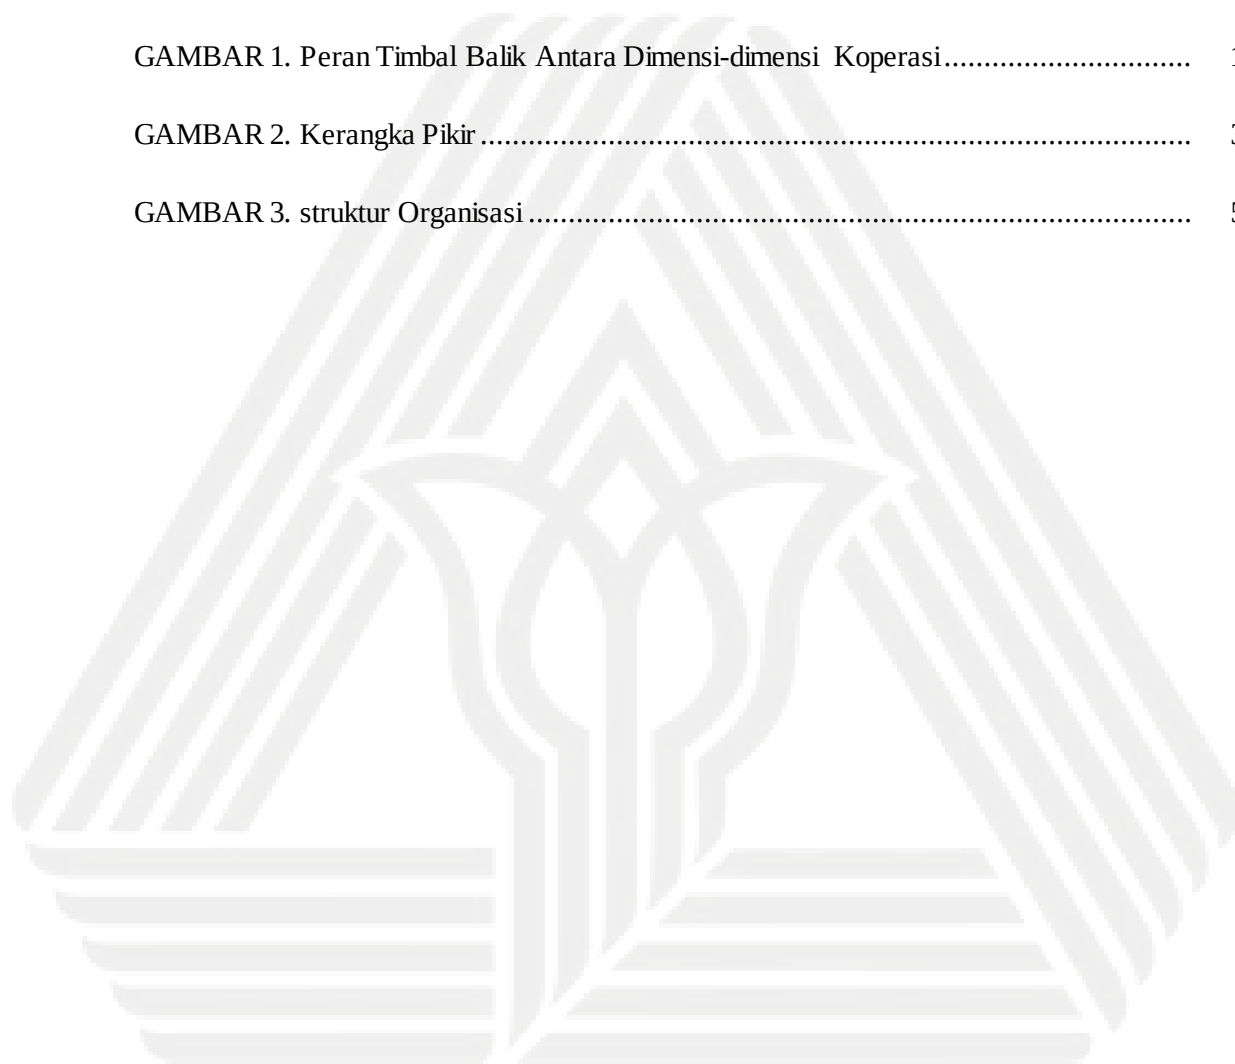 GAMBAR 1. Peran Timbal Balik Antara Dimensi-dimensi Koperasi...............................
GAMBAR 2. Kerangka Pikir.........................................................................................
GAMBAR 3. struktur Organisasi...................................................................................